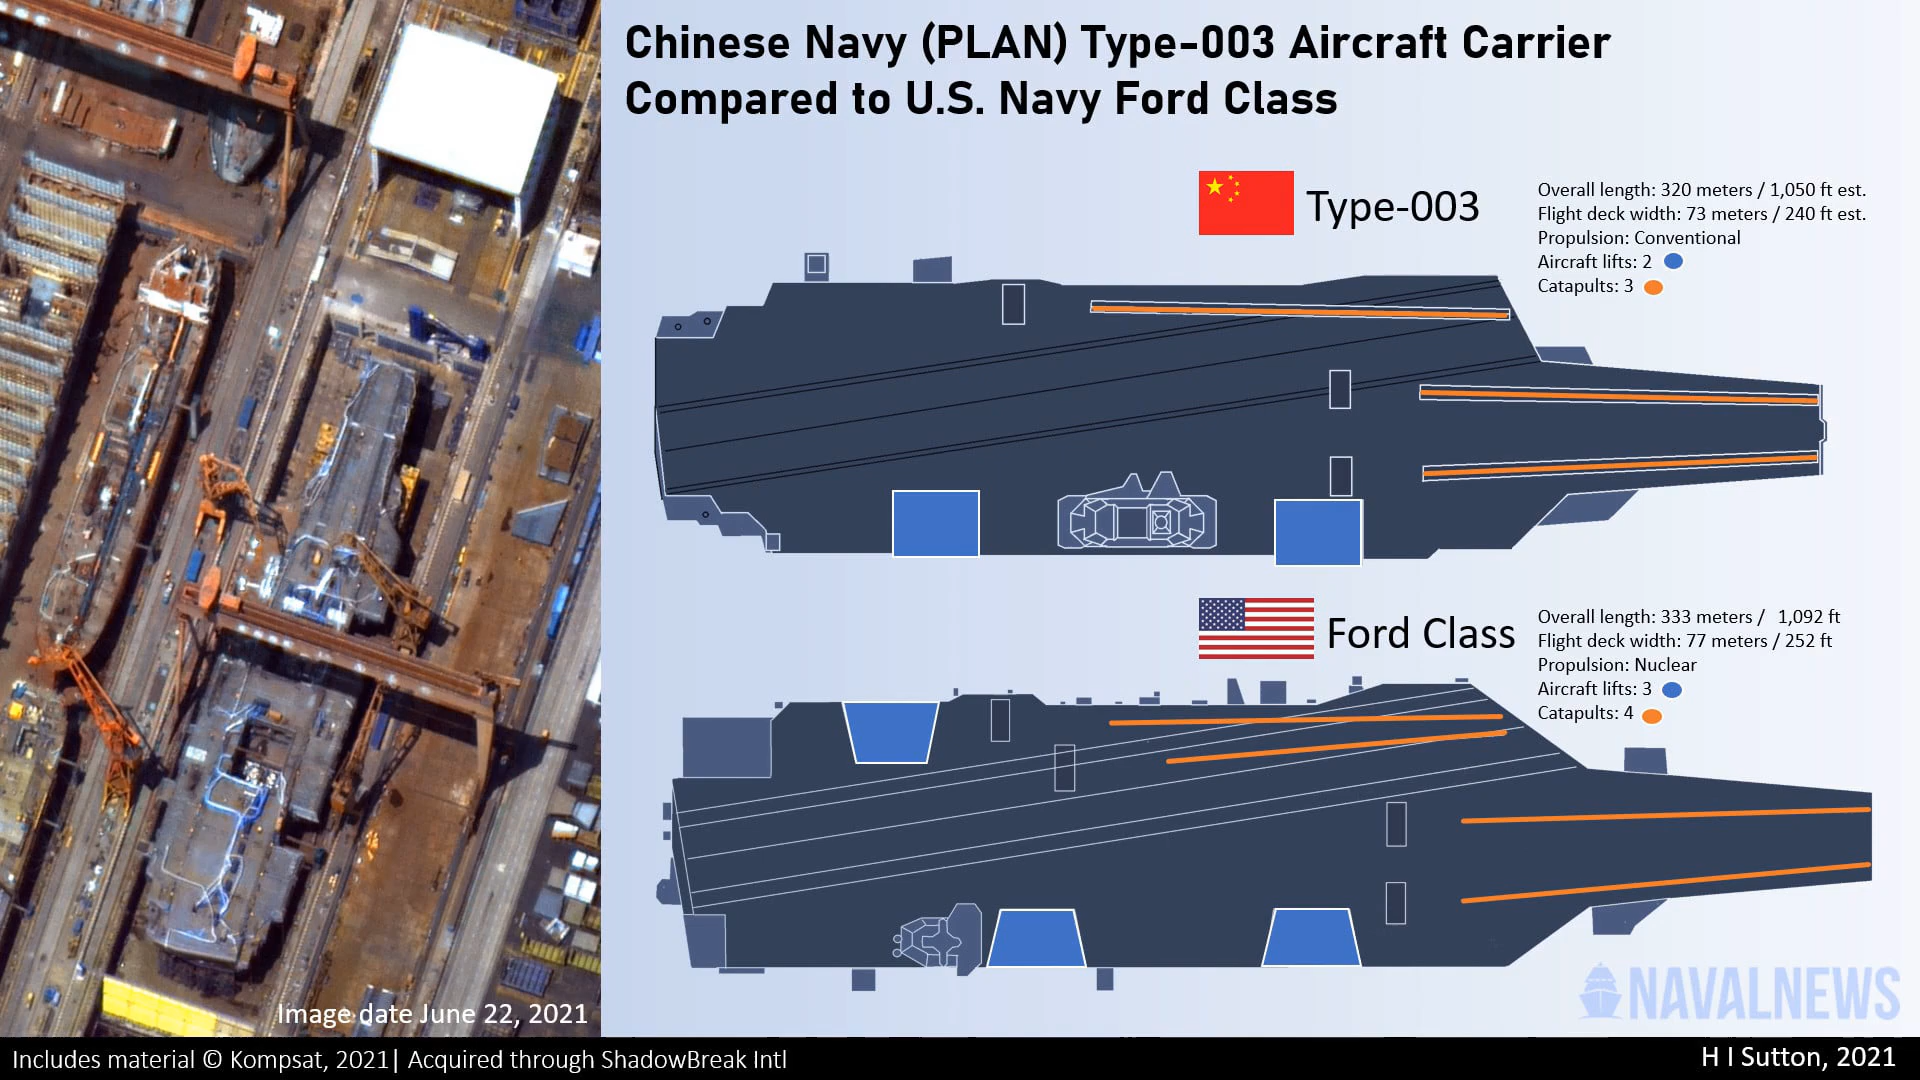 Chinese Navy (PLAN) Type-003 Aircraft Carrier
Compared to U.S. Navy Ford Class
Type-003
Overall length: 320 meters / 1,050 ft est.
Flight deck width: 73 meters / 240 ft est.
Propulsion: Conventional
Aircraft lifts: 2
Catapults: 3
Ford Class
Overall length: 333 meters / 1,092 ft
Flight deck width: 77 meters / 252 ft
Propulsion: Nuclear
Aircraft lifts: 3
Catapults: 4
NAVALNEWS
Image date June 22, 2021
Includes material © Kompsat, 2021| Acquired through ShadowBreak Intl
H I Sutton, 2021